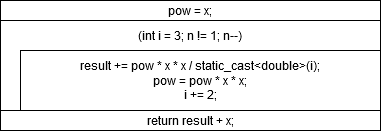 pow = x;
(int i = 3; n != 1; n--)
result += pow * x * x / static_cast<double>(i);
pow = pow * x * x;
i += 2;
return result + x;